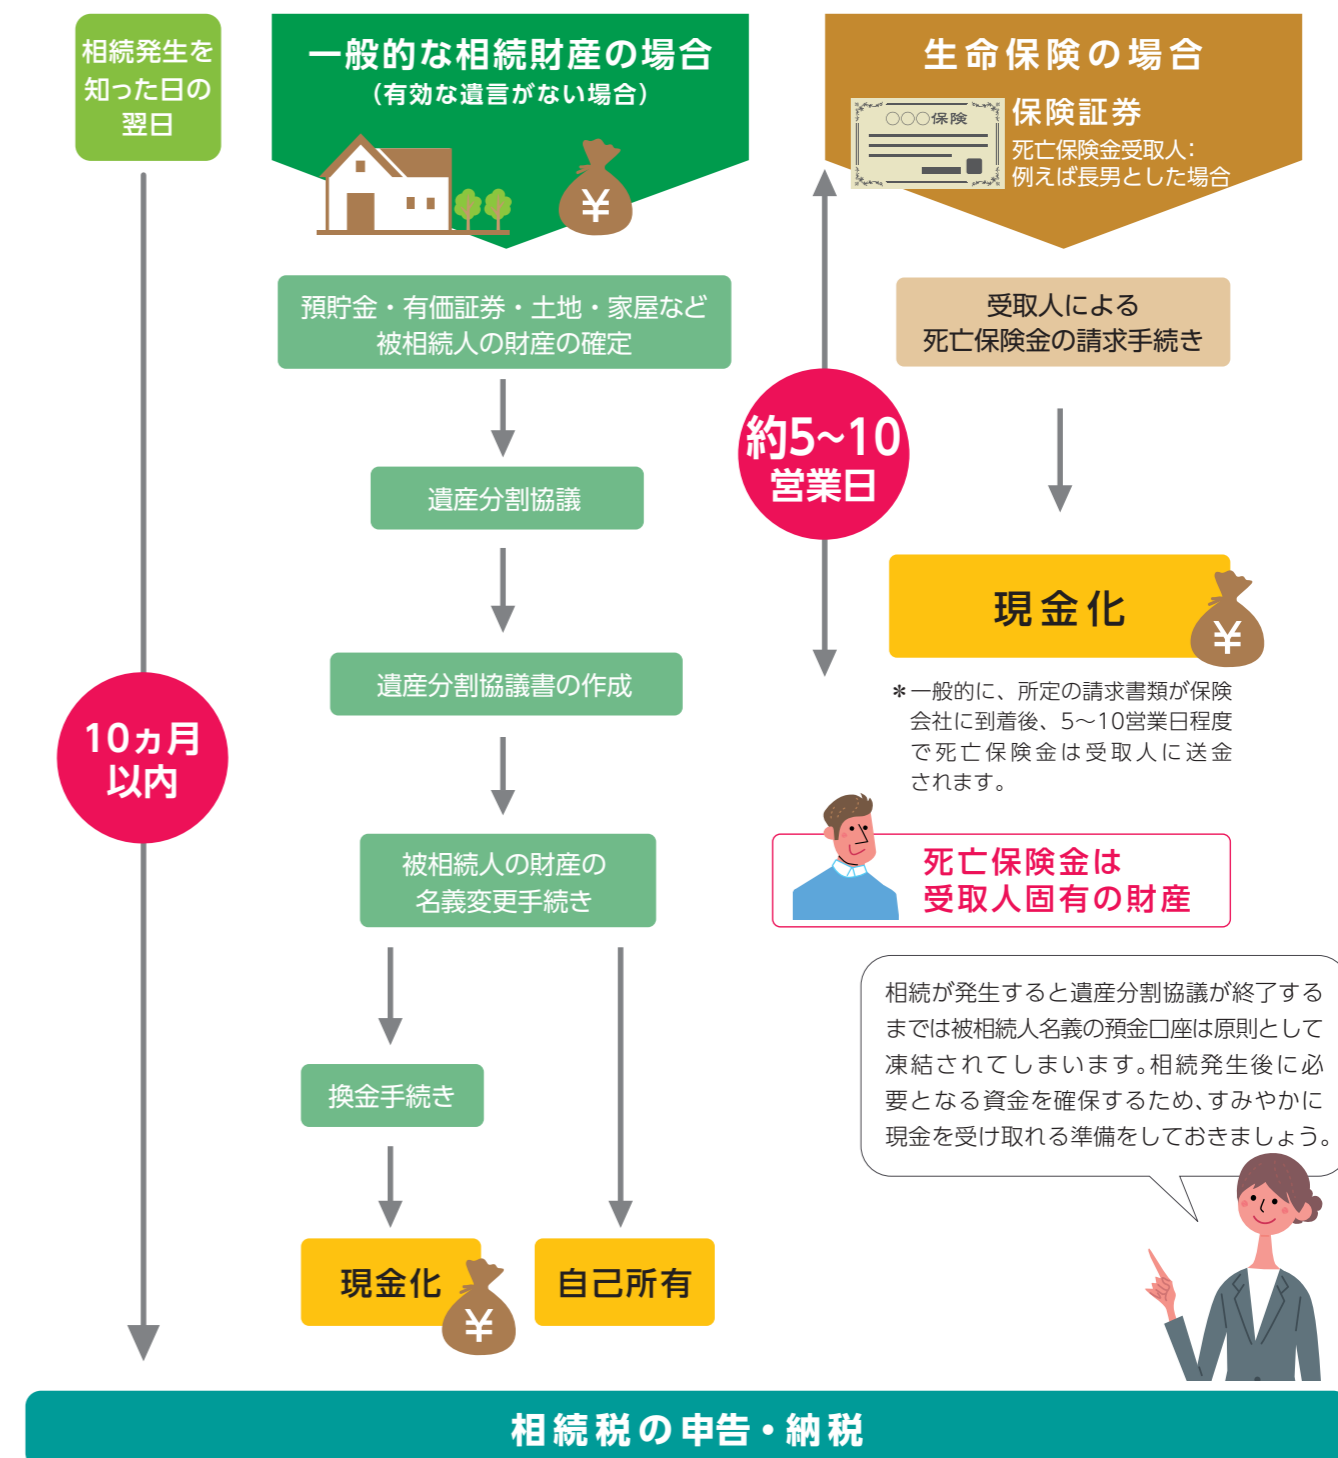 相続発生を
知った日の
翌日
10ヵ月
以内
一般的な相続財産の場合
(有効な遺言がない場合)
¥
預貯金・有価証券・土地・家屋など
被相続人の財産の確定
遺産分割協議
遺産分割協議書の作成
被相続人の財産の
名義変更手続き
換金手続き
現金化
¥
自己所有
生命保険の場合
〇〇〇保険
保険証券
死亡保険金受取人:
例えば長男とした場合
約5~10
営業日
受取人による
死亡保険金の請求手続き
現金化
¥
＊一般的に、所定の請求書類が保険
会社に到着後、5〜10営業日程度
で死亡保険金は受取人に送金
されます。
死亡保険金は
受取人固有の財産
相続が発生すると遺産分割協議が終了する
までは被相続人名義の預金口座は原則として
凍結されてしまいます。相続発生後に必
要となる資金を確保するため、すみやかに
現金を受け取れる準備をしておきましょう。
相続税の申告・納税